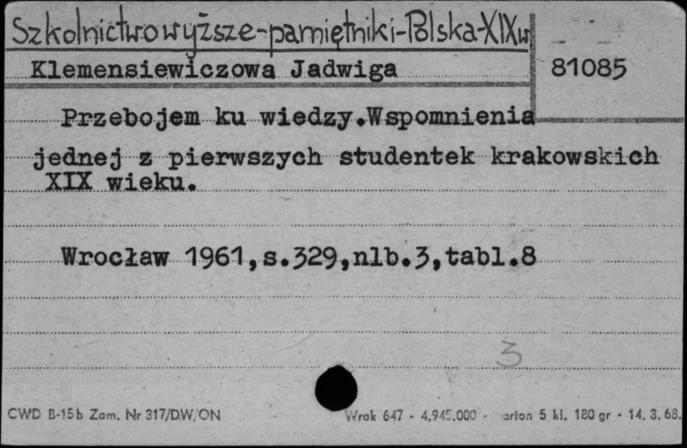 Szkolnictwo wyższe-pamiętniki-Polska-XIXw
Klemensiewiczowa Jadwiga
81085
Przebojem ku wiedzy.Wspomnienia
jednej z pierwszych studentek krakowskich
XIX wieku.
Wrocław 1961,s.329,nlb.3,tabl.8
3
CWD B-15b Zam. Nr 317/DW/ON
Wrak 647 - 4.945.000 - arion 5 kl. 180 gr - 14. 3. 68.